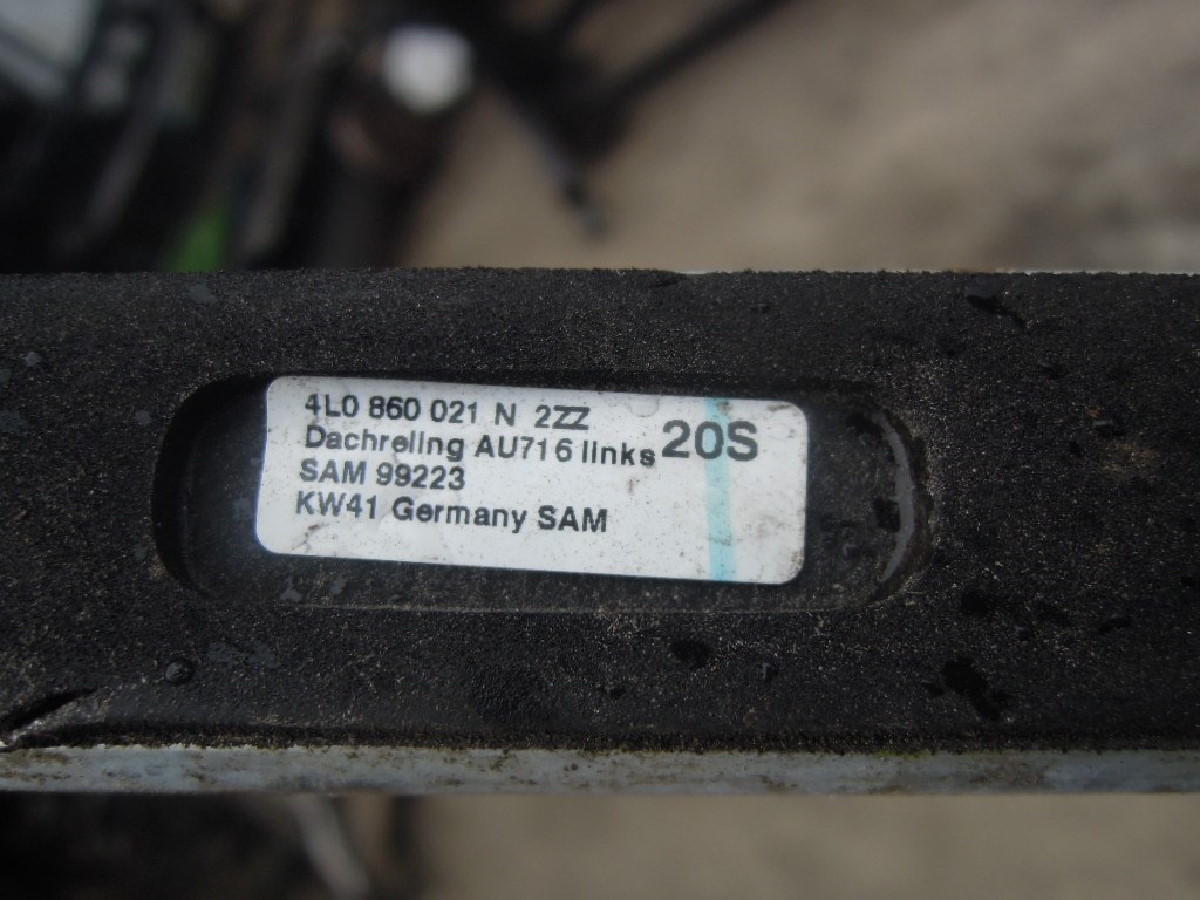 4L0 860 021 N 2ZZ
Dachreling AU716 links 20S
SAM 99223
KW41 Germany SAM